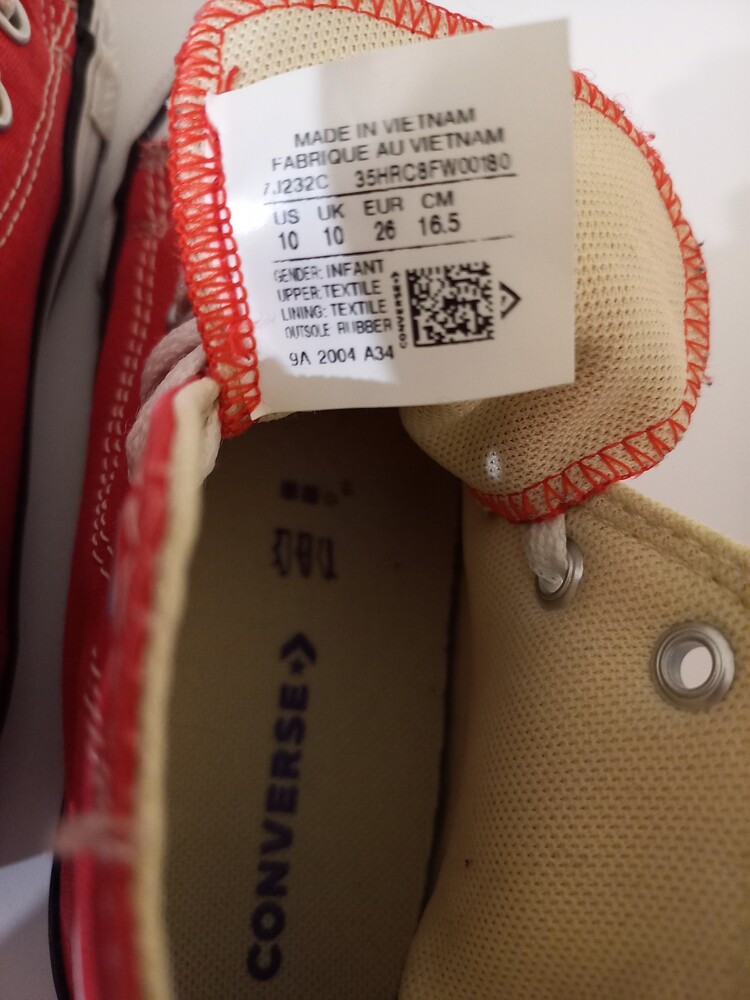 MADE IN VIETNAM
FABRIQUE AU VIETNAM
7J232C 35HRC8FW00180
US UK EUR CM
10 10 26 16.5
GENDER: INFANT
UPPER: TEXTILE
LINING: TEXTILE
OUTSOLE RUBBER
CONVERSE
9A 2004 A34
CONVERSE